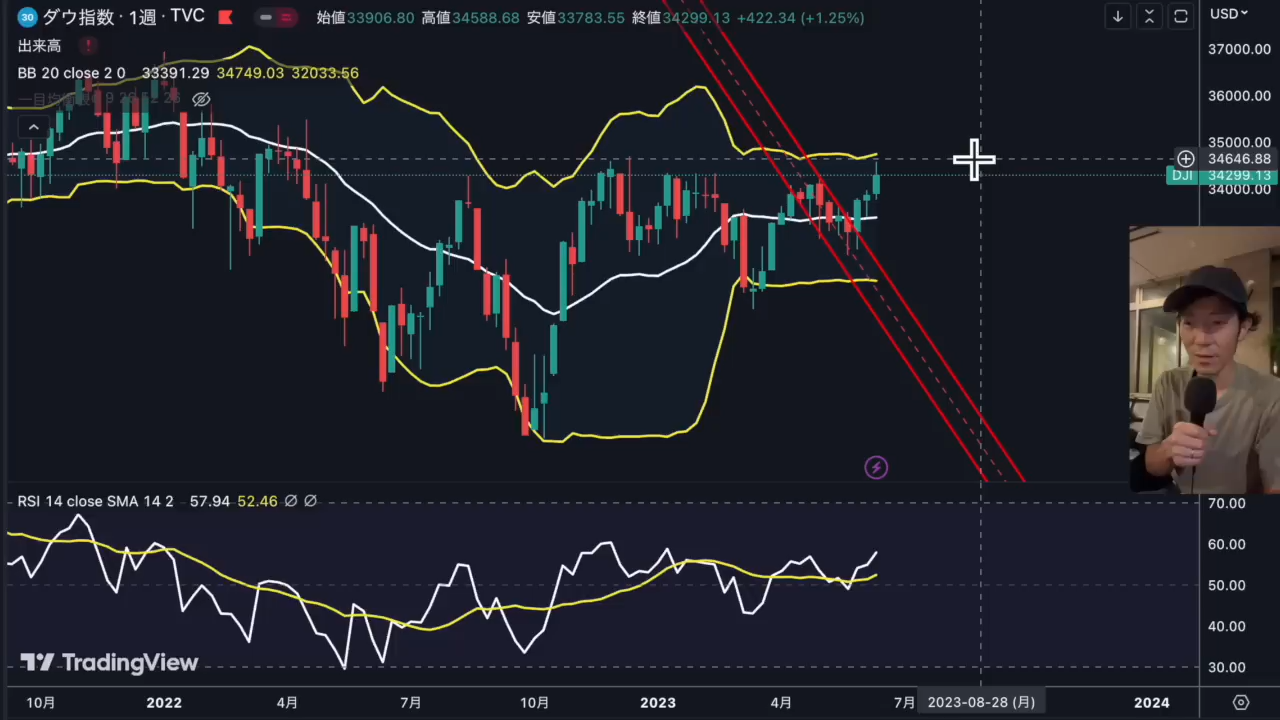 30 ダウ指数 · 1週 · TVC 始値33906.80 高値34588.68 安値33783.55 終値34299.13 +422.34 (+1.25%)
USD
出来高
BB 20 close 2 0 33391.29 34749.03 32033.56
37000.00
36000.00
35000.00
34646.88
DJI 34299.13
34000.00
RSI 14 close SMA 14 2 57.94 52.46 ∅ ∅
70.00
60.00
50.00
40.00
30.00
TradingView
10月 2022 4月 7月 10月 2023 4月 7月 2023-08-28 (月) 2024